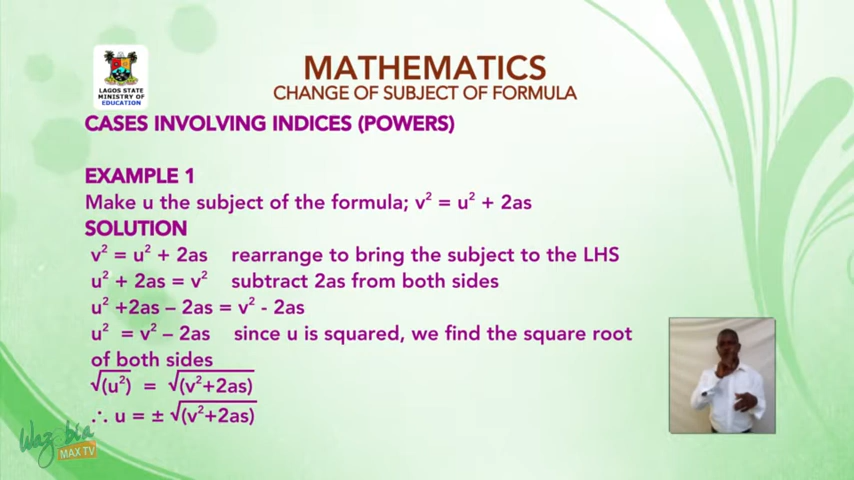 LAGOS STATE
MINISTRY OF
EDUCATION
MATHEMATICS
CHANGE OF SUBJECT OF FORMULA
CASES INVOLVING INDICES (POWERS)
EXAMPLE 1
Make u the subject of the formula; v² = u² + 2as
SOLUTION
v² = u² + 2as rearrange to bring the subject to the LHS
u² + 2as = v² subtract 2as from both sides
u² +2as – 2as = v² - 2as
u² = v² – 2as since u is squared, we find the square root
of both sides
√(u²) = √(v²+2as)
∴ u = ± √(v²+2as)
Wazobia
MAX TV